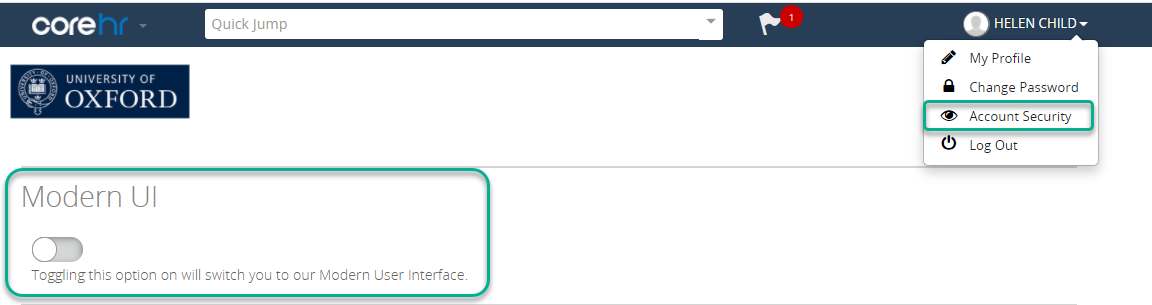 corehr
Quick Jump
1
HELEN CHILD
My Profile
Change Password
Account Security
Log Out
UNIVERSITY OF
OXFORD
Modern UI
Toggling this option on will switch you to our Modern User Interface.